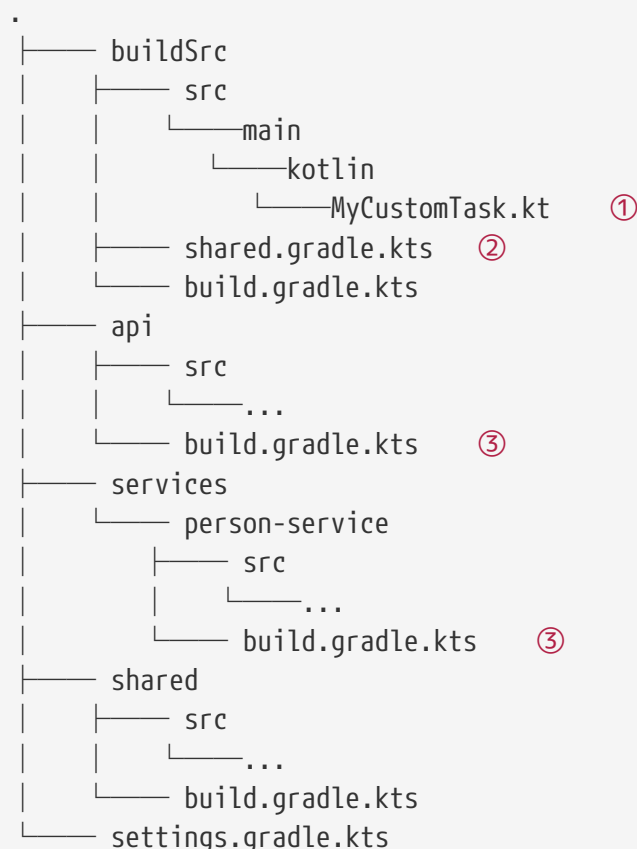 .
├── buildSrc
│   ├── src
│   │   └──main
│   │      └──kotlin
│   │         └──MyCustomTask.kt ①
│   ├── shared.gradle.kts ②
│   └── build.gradle.kts
├── api
│   ├── src
│   │   └──...
│   └── build.gradle.kts ③
├── services
│   └── person-service
│       ├── src
│       │   └──...
│       └── build.gradle.kts ③
├── shared
│   ├── src
│   │   └──...
│   └── build.gradle.kts
└── settings.gradle.kts